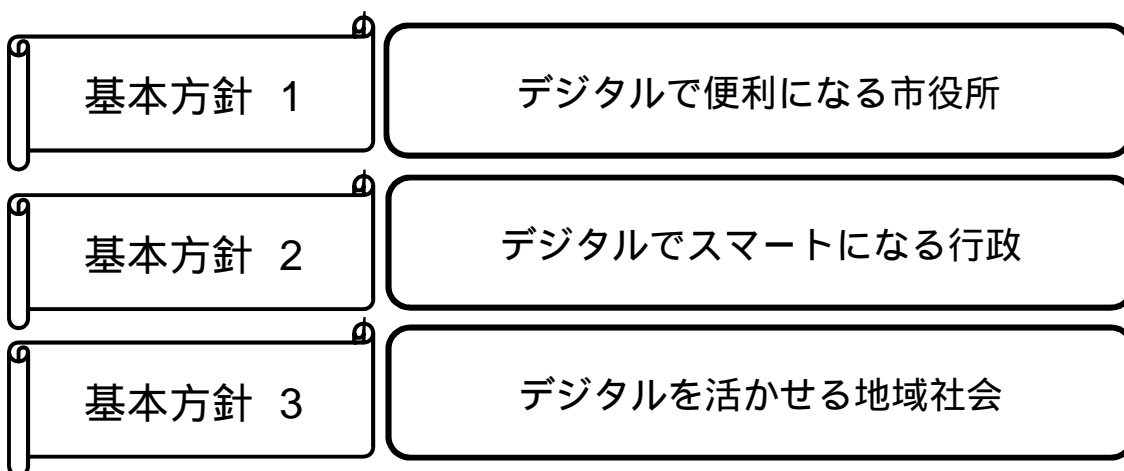 基本方針 1
デジタルで便利になる市役所
基本方針 2
デジタルでスマートになる行政
基本方針 3
デジタルを活かせる地域社会